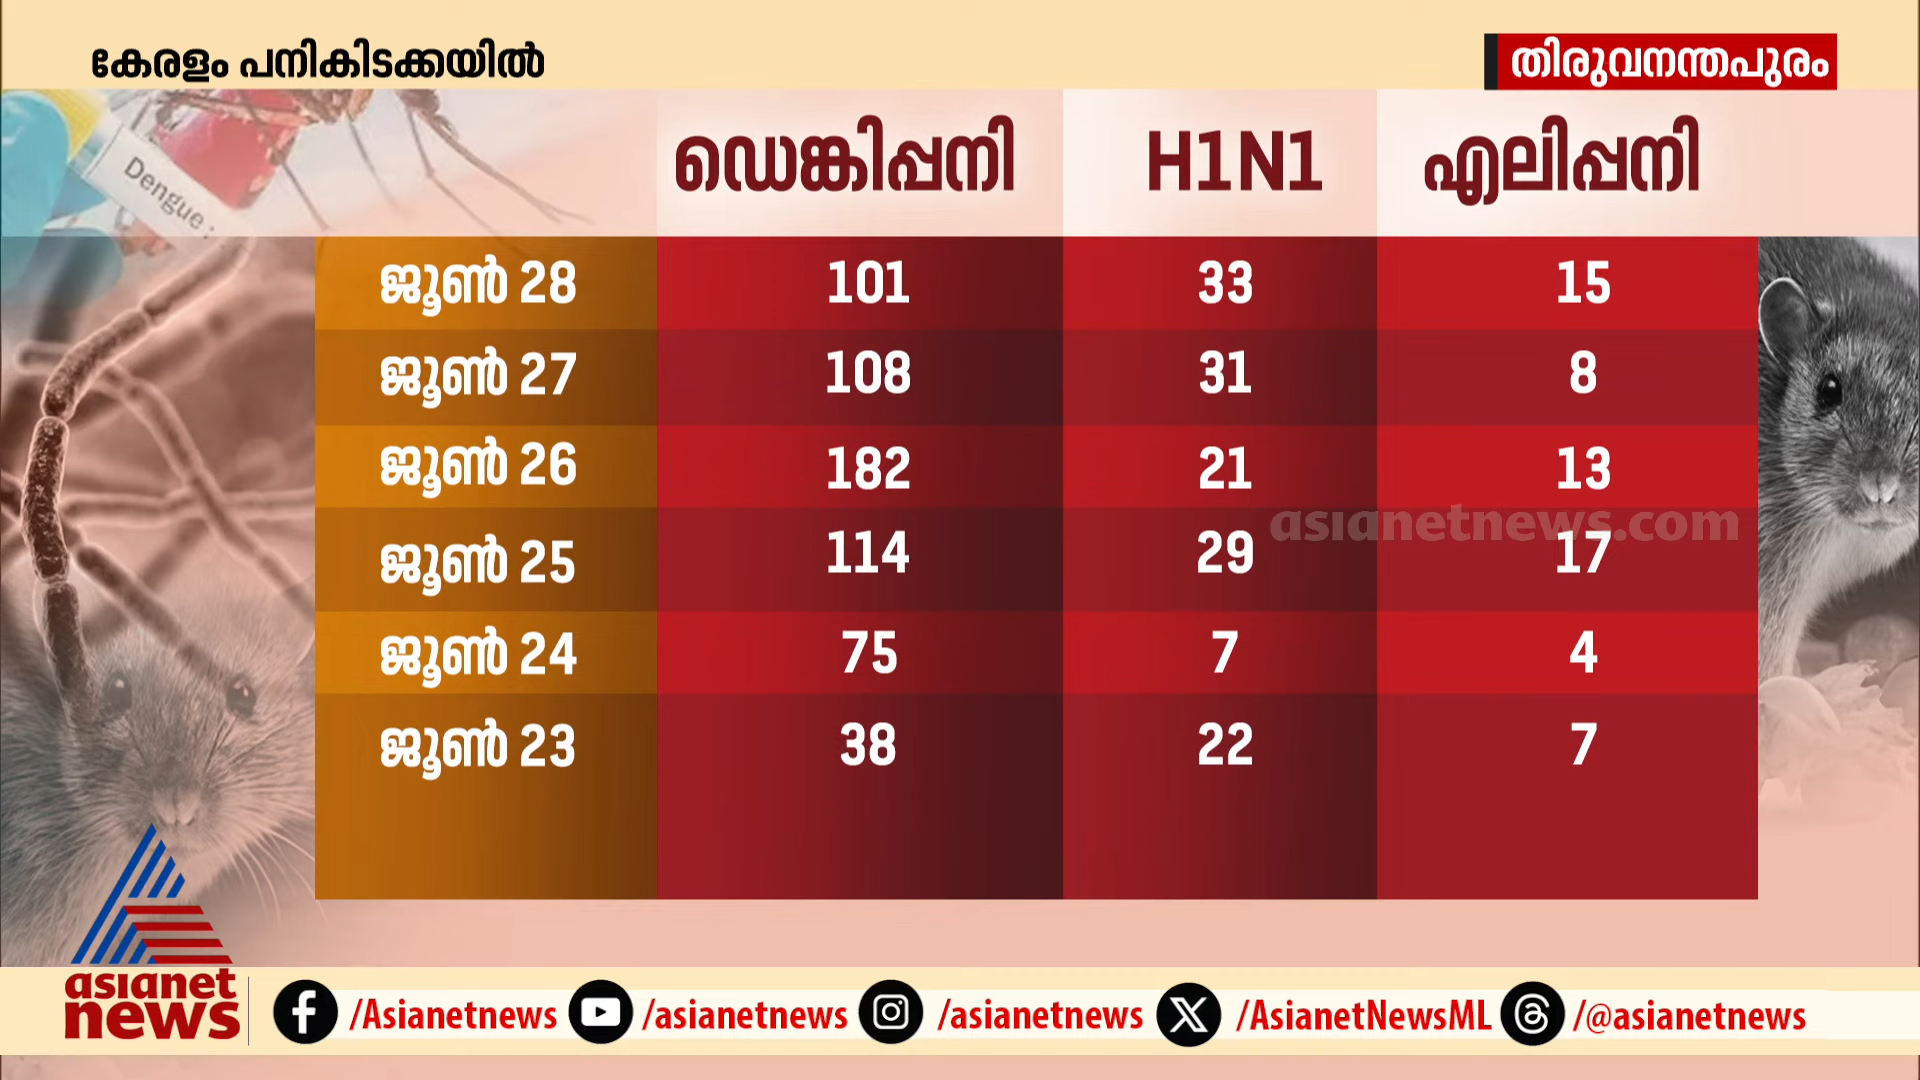 കേരളം പനികിടക്കയിൽ
തിരുവനന്തപുരം
Dengue :
ഡെങ്കിപ്പനി H1N1 എലിപ്പനി
ജൂൺ 28 101 33 15
ജൂൺ 27 108 31 8
ജൂൺ 26 182 21 13
asianetnews.com
ജൂൺ 25 114 29 17
ജൂൺ 24 75 7 4
ജൂൺ 23 38 22 7
asianet
news
/Asianetnews /asianetnews /asianetnews /AsianetNewsML /@asianetnews